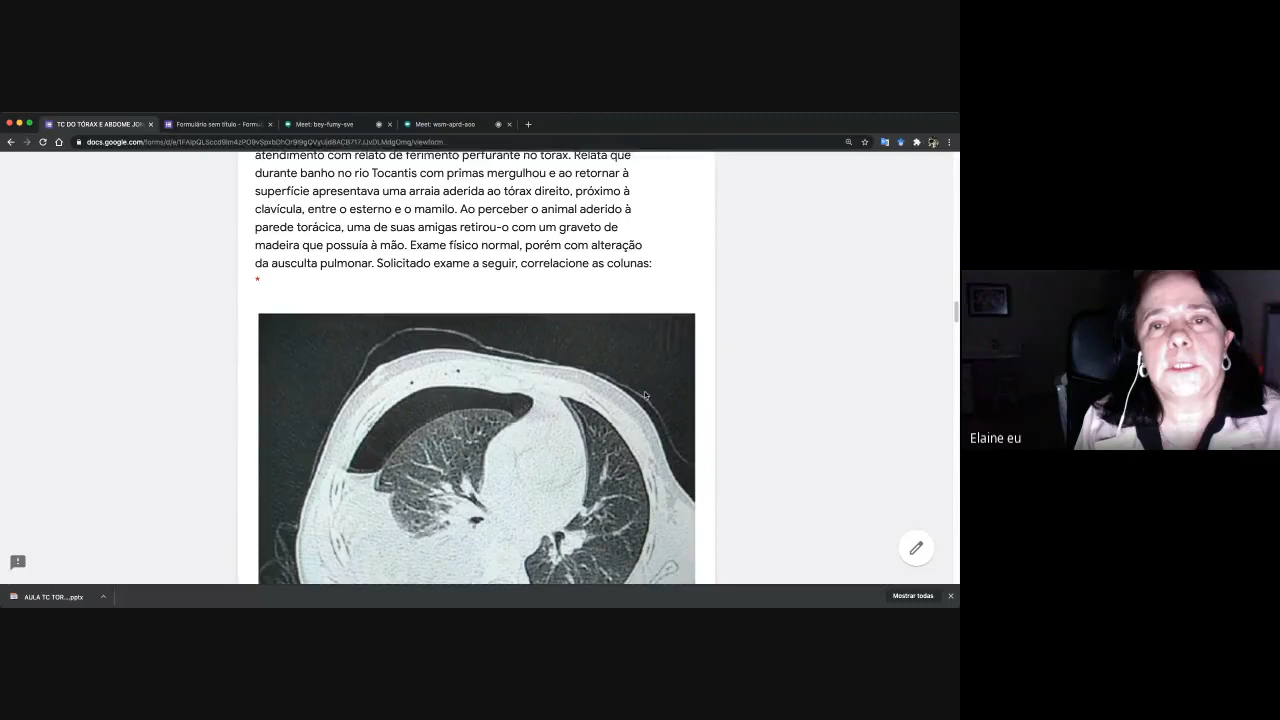 TC DO TÓRAX E ABDOME JOR
Formulário sem título - Formul
Meet: bey-fumy-sve
Meet: wsm-aprd-aoo
atendimento com relato de ferimento perfurante no tórax. Relata que
durante banho no rio Tocantis com primas mergulhou e ao retornar à
superfície apresentava uma arraia aderida ao tórax direito, próximo à
clavícula, entre o esterno e o mamilo. Ao perceber o animal aderido à
parede torácica, uma de suas amigas retirou-o com um graveto de
madeira que possuía à mão. Exame físico normal, porém com alteração
da ausculta pulmonar. Solicitado exame a seguir, correlacione as colunas:
*
Elaine eu
AULA TC TOR....pptx
Mostrar todas